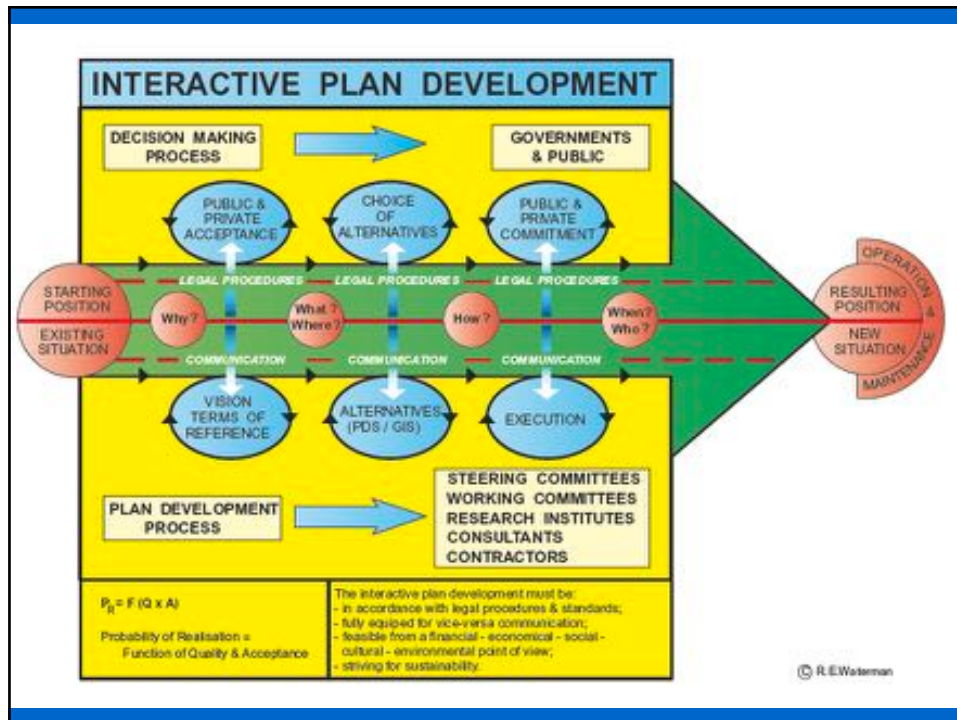 INTERACTIVE PLAN DEVELOPMENT
DECISION MAKING
PROCESS
GOVERNMENTS
& PUBLIC
PUBLIC &
PRIVATE
ACCEPTANCE
CHOICE
OF
ALTERNATIVES
PUBLIC &
PRIVATE
COMMITMENT
LEGAL PROCEDURES
LEGAL PROCEDURES
LEGAL PROCEDURES
STARTING
POSITION
EXISTING
SITUATION
Why?
What?
Where?
How?
When?
Who?
RESULTING
POSITION
NEW
SITUATION
OPERATION &
MAINTENANCE
COMMUNICATION
COMMUNICATION
COMMUNICATION
VISION
TERMS OF
REFERENCE
ALTERNATIVES
(PDS / GIS)
EXECUTION
PLAN DEVELOPMENT
PROCESS
STEERING COMMITTEES
WORKING COMMITTEES
RESEARCH INSTITUTES
CONSULTANTS
CONTRACTORS
PR = F (Q x A)
Probability of Realisation =
Function of Quality & Acceptance
The interactive plan development must be:
- in accordance with legal procedures & standards;
- fully equiped for vice-versa communication;
- feasible from a financial - economical - social -
cultural - environmental point of view;
- striving for sustainability.
© R.E.Waterman